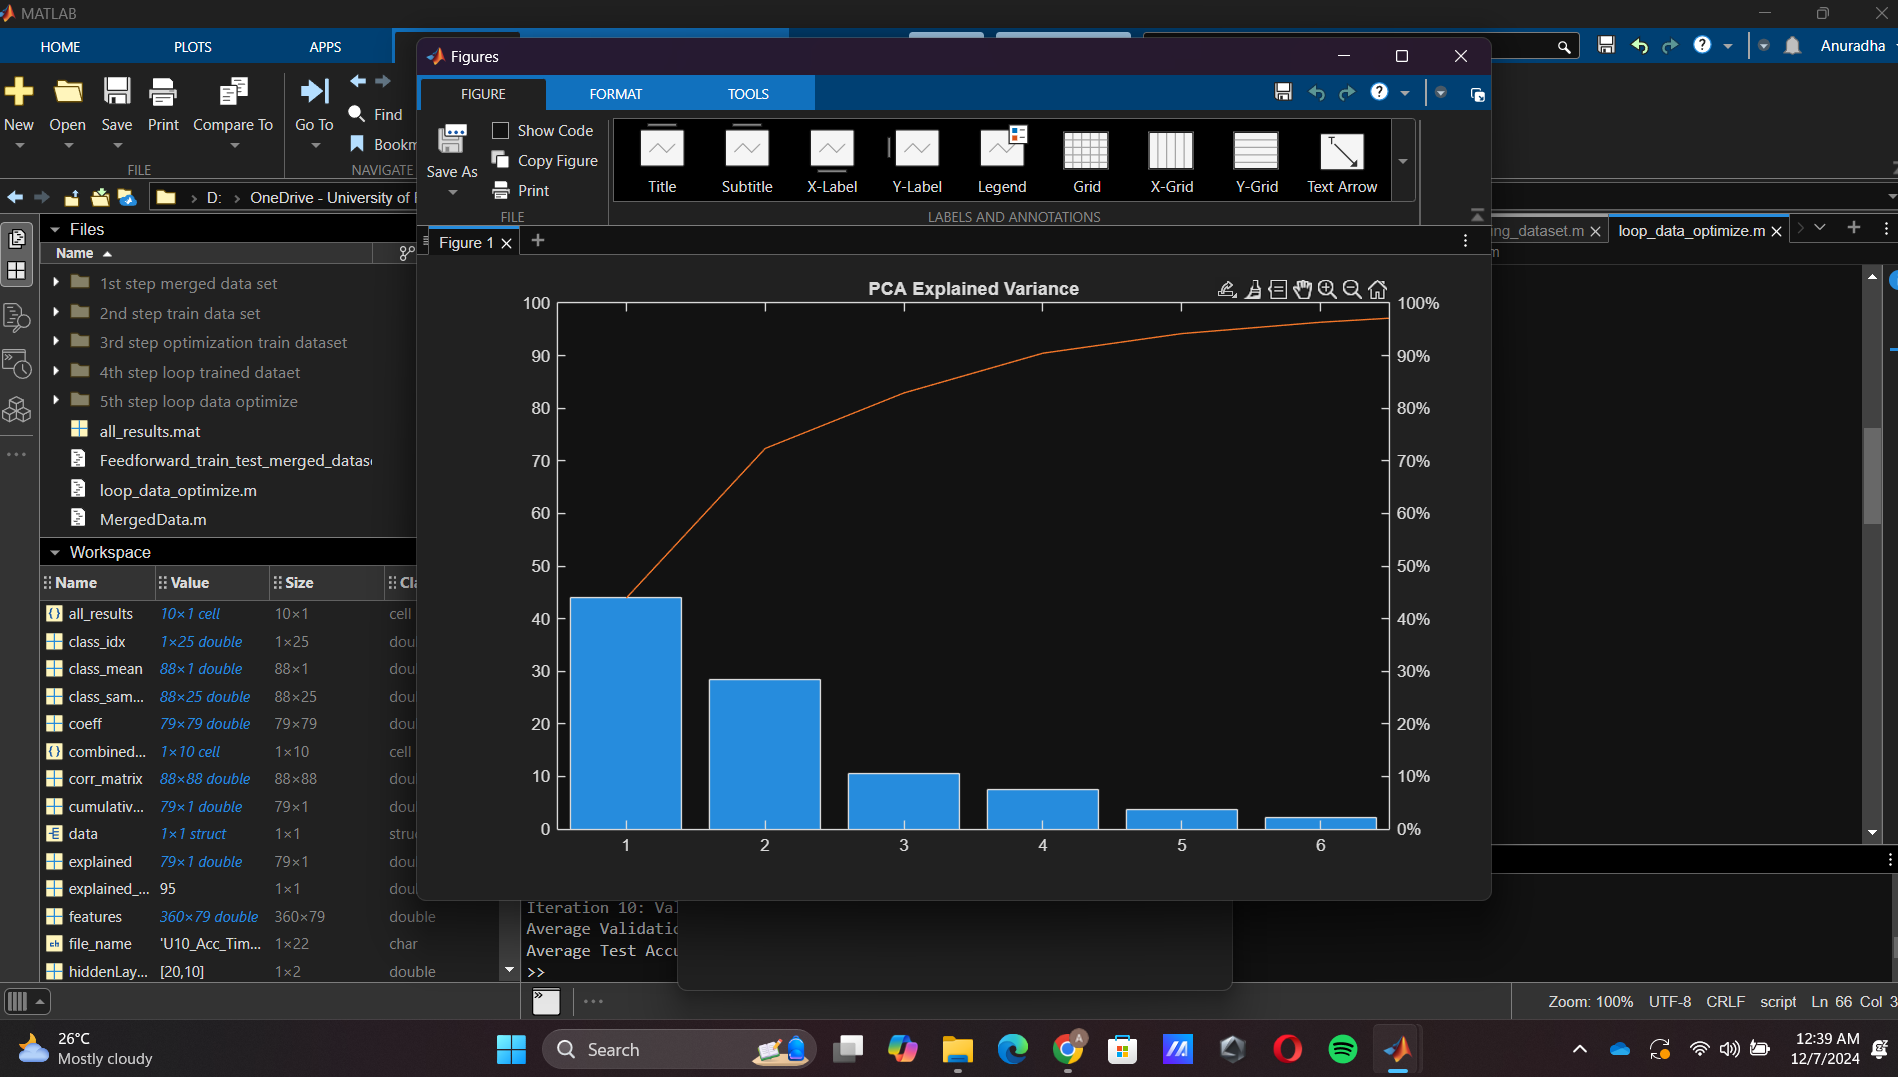 MATLAB
HOME
PLOTS
APPS
Anuradha
New
Open
Save
Print
Compare To
Go To
Find
FILE
NAVIGATE
D:
OneDrive - University of
Files
Name
1st step merged data set
2nd step train data set
3rd step optimization train dataset
4th step loop trained dataet
5th step loop data optimize
all_results.mat
Feedforward_train_test_merged_datas
loop_data_optimize.m
MergedData.m
Workspace
Name Value Size Cla
all_results 10×1 cell 10×1 cell
class_idx 1×25 double 1×25 dou
class_mean 88×1 double 88×1 dou
class_sam... 88×25 double 88×25 dou
coeff 79×79 double 79×79 dou
combined... 1×10 cell 1×10 cell
corr_matrix 88×88 double 88×88 dou
cumulativ... 79×1 double 79×1 dou
data 1×1 struct 1×1 stru
explained 79×1 double 79×1 dou
explained_... 95 1×1 dou
features 360×79 double 360×79 double
file_name 'U10_Acc_Tim... 1×22 char
hiddenLay... [20,10] 1×2 double
Figures
FIGURE
FORMAT
TOOLS
Save As
Show Code
Copy Figure
Print
FILE
Title
Subtitle
X-Label
Y-Label
Legend
Grid
X-Grid
Y-Grid
Text Arrow
LABELS AND ANNOTATIONS
Figure 1
PCA Explained Variance
100
90
80
70
60
50
40
30
20
10
0
100%
90%
80%
70%
60%
50%
40%
30%
20%
10%
0%
1 2 3 4 5 6
ing_dataset.m
loop_data_optimize.m
Iteration 10: Val
Average Validatio
Average Test Accu
>>
Zoom: 100% UTF-8 CRLF script Ln 66 Col 3
26°C
Mostly cloudy
Search
12:39 AM
12/7/2024